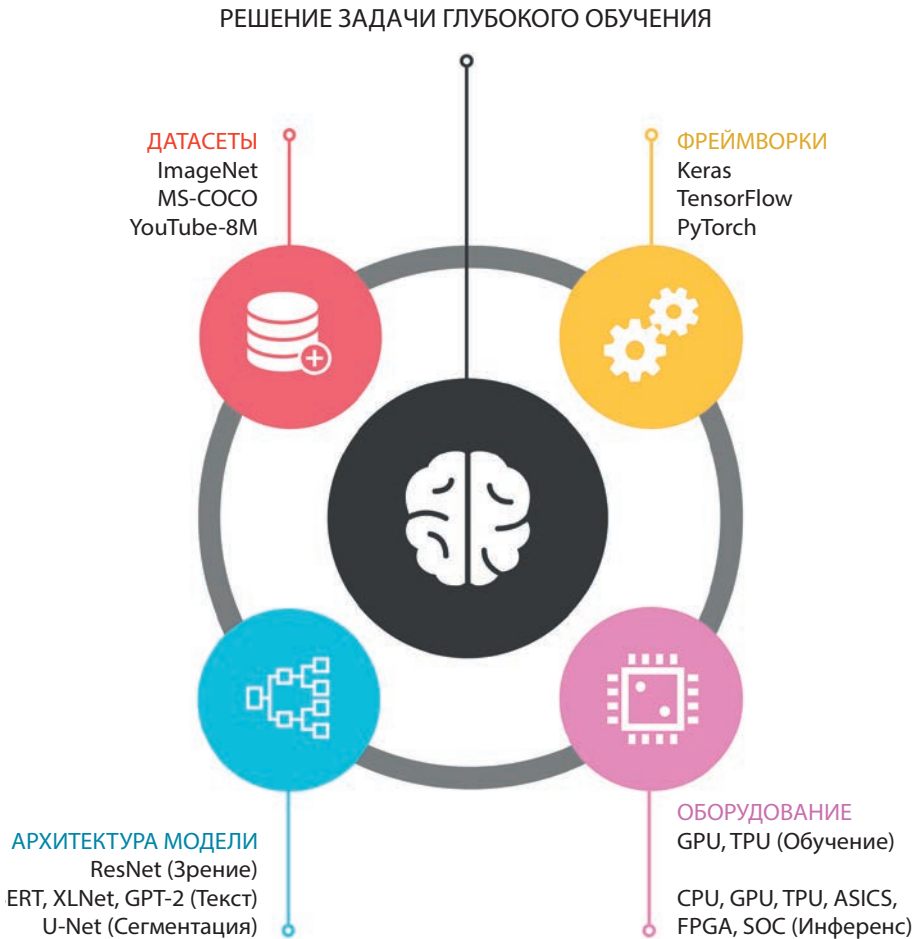 РЕШЕНИЕ ЗАДАЧИ ГЛУБОКОГО ОБУЧЕНИЯ
ДАТАСЕТЫ
ImageNet
MS-COCO
YouTube-8M
ФРЕЙМВОРКИ
Keras
TensorFlow
PyTorch
АРХИТЕКТУРА МОДЕЛИ
ResNet (Зрение)
ERT, XLNet, GPT-2 (Текст)
U-Net (Сегментация)
ОБОРУДОВАНИЕ
GPU, TPU (Обучение)
CPU, GPU, TPU, ASICS,
FPGA, SOC (Инференс)